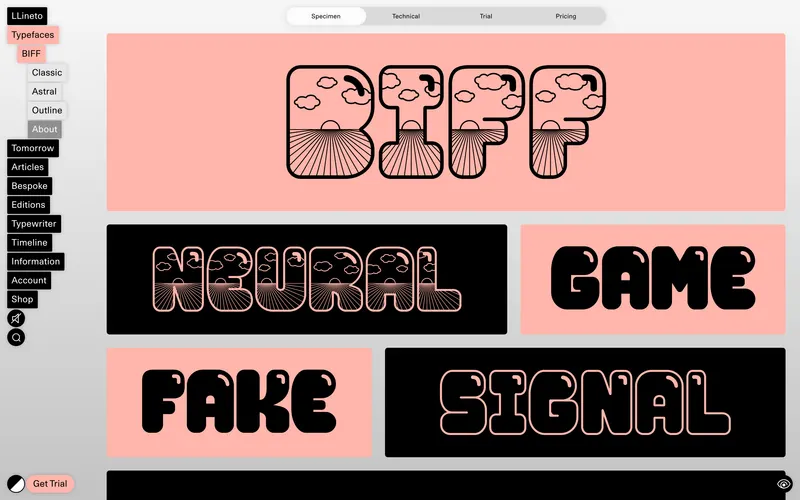 LLineto
Typefaces
BIFF
Classic
Astral
Outline
About
Tomorrow
Articles
Bespoke
Editions
Typewriter
Timeline
Information
Account
Shop
Get Trial
Specimen Technical Trial Pricing
BIFF
NEURAL GAME
FAKE SIGNAL